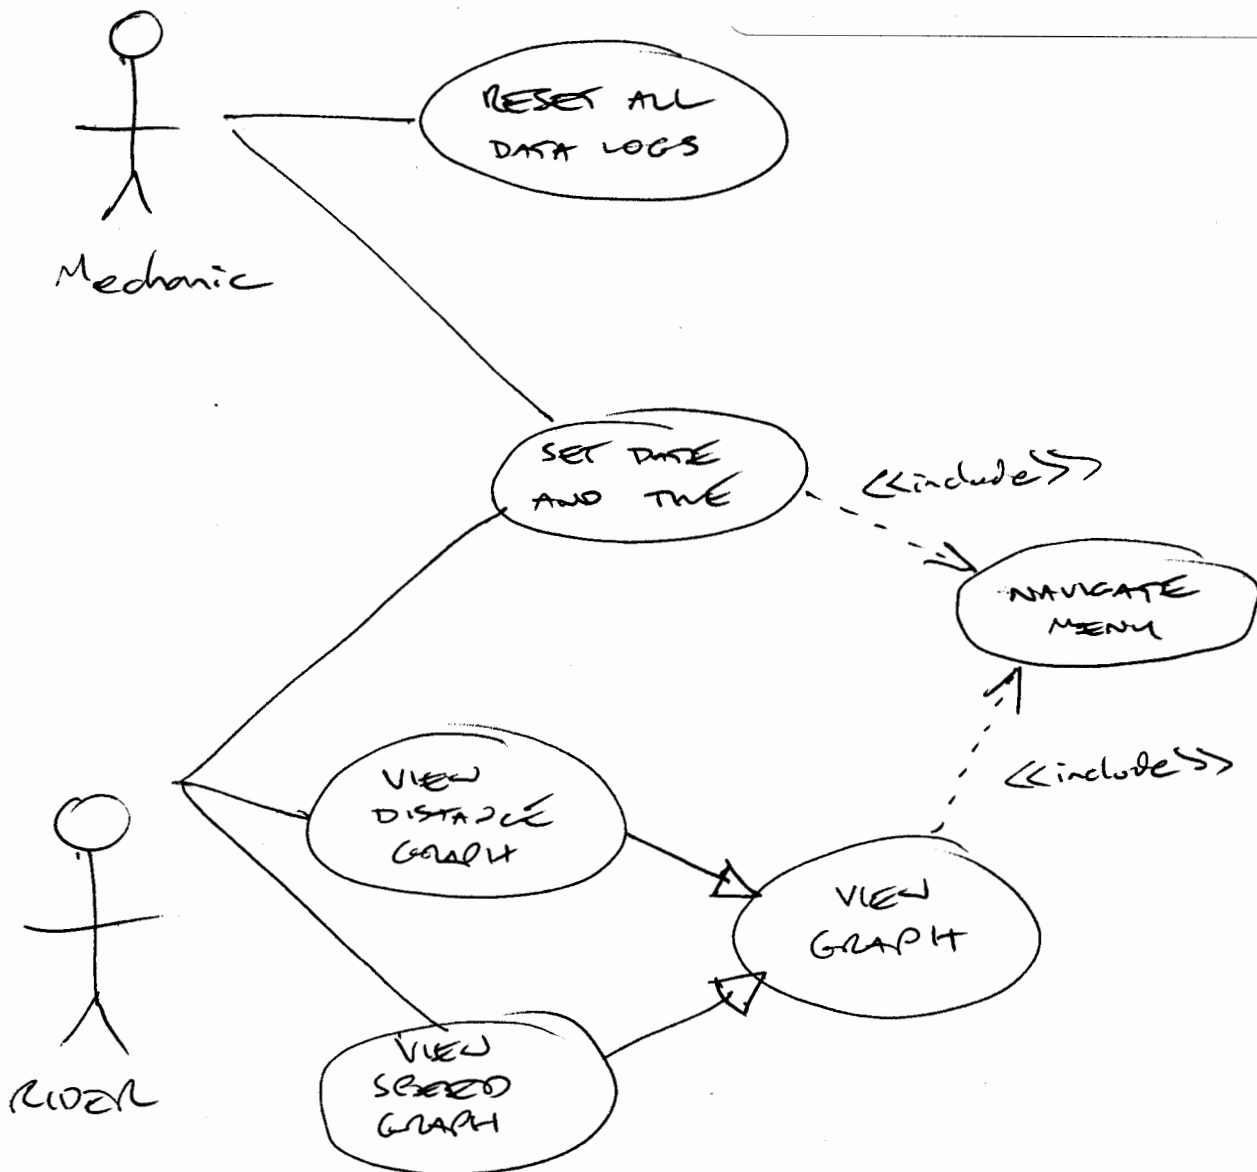 RESET ALL
DATA LOGS
Mechanic
SET DATE
AND TIME
<<include>>
NAVIGATE
MENU
VIEW
DISTANCE
GRAPH
<<include>>
VIEW
GRAPH
VIEW
SPEED
GRAPH
RIDER